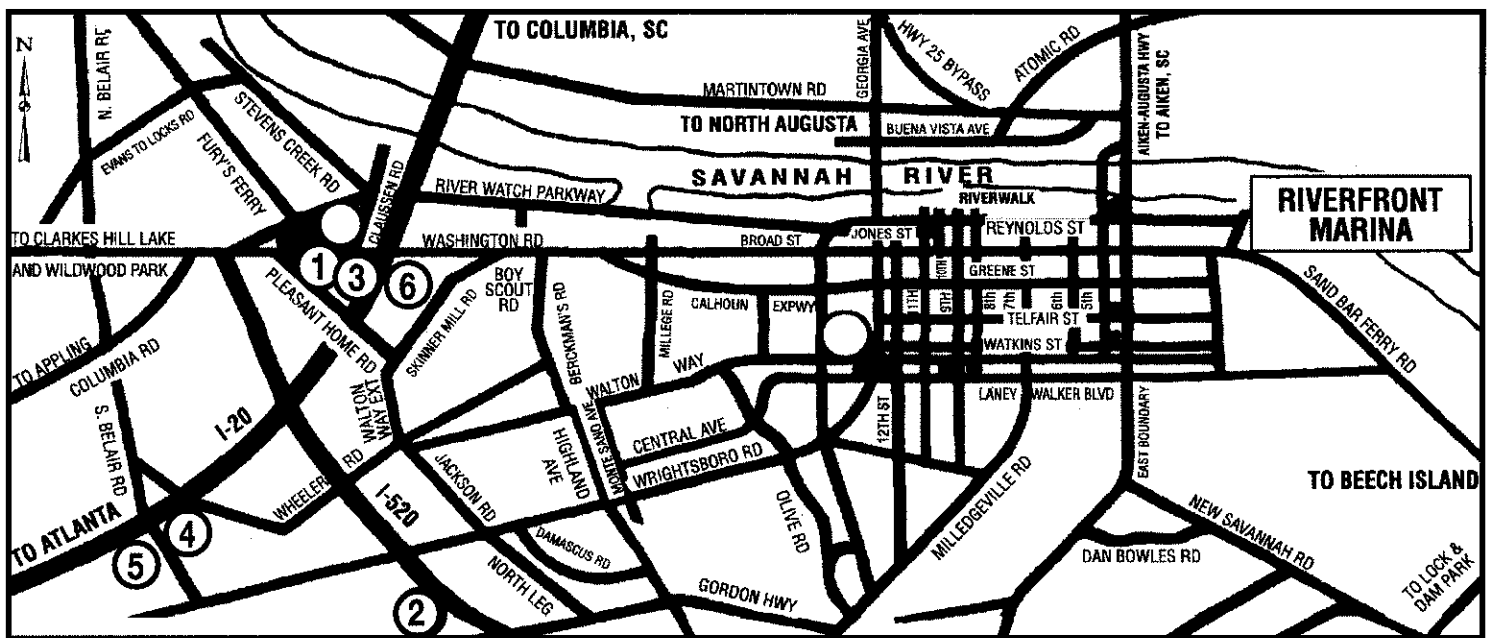 N
N. BELAIR RD
TO COLUMBIA, SC
GEORGIA AVE
HWY 25 BYPASS
ATOMIC RD
AIKEN-AUGUSTA HWY
TO AIKEN, SC
MARTINTOWN RD
TO NORTH AUGUSTA
BUENA VISTA AVE
EVANS TO LOCKS RD
STEVENS CREEK RD
FURY'S FERRY
CLAUSSEN RD
RIVER WATCH PARKWAY
SAVANNAH RIVER
RIVERWALK
RIVERFRONT
MARINA
TO CLARKES HILL LAKE
AND WILDWOOD PARK
WASHINGTON RD
BROAD ST
JONES ST
REYNOLDS ST
GREENE ST
1
3
6
PLEASANT HOME RD
SKINNER MILL RD
BOY
SCOUT
RD
BERCKMAN'S RD
MILLEGE RD
CALHOUN
EXPWY
11TH
10TH
9TH
8th
7th
6th
5th
TELFAIR ST
WATKINS ST
SAND BAR FERRY RD
TO APPLING
COLUMBIA RD
S. BELAIR RD
I-20
WALTON
WAY EXT
WALTON
WAY
MONTE SANO AVE
CENTRAL AVE
HIGHLAND
AVE
WRIGHTSBORO RD
12TH ST
LANEY
WALKER BLVD
EAST BOUNDARY
TO BEECH ISLAND
WHEELER RD
JACKSON RD
I-520
TO ATLANTA
4
5
2
DAMASCUS RD
NORTH LEG
OLIVE RD
GORDON HWY
MILLEDGEVILLE RD
DAN BOWLES RD
NEW SAVANNAH RD
TO LOCK &
DAM PARK